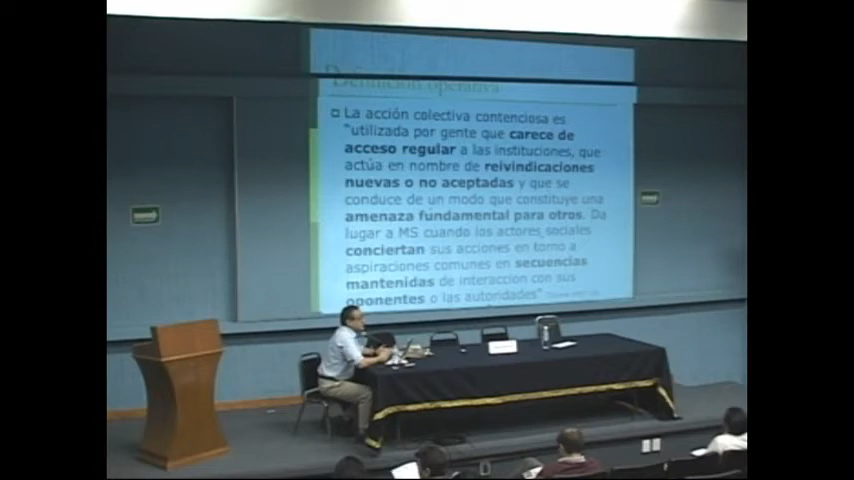 Definición operativa
La acción colectiva contenciosa es
"utilizada por gente que carece de
acceso regular a las instituciones, que
actúa en nombre de reivindicaciones
nuevas o no aceptadas y que se
conduce de un modo que constituye una
amenaza fundamental para otros. Da
lugar a MS cuando los actores sociales
conciertan sus acciones en torno a
aspiraciones comunes en secuencias
mantenidas de interacción con sus
oponentes o las autoridades"